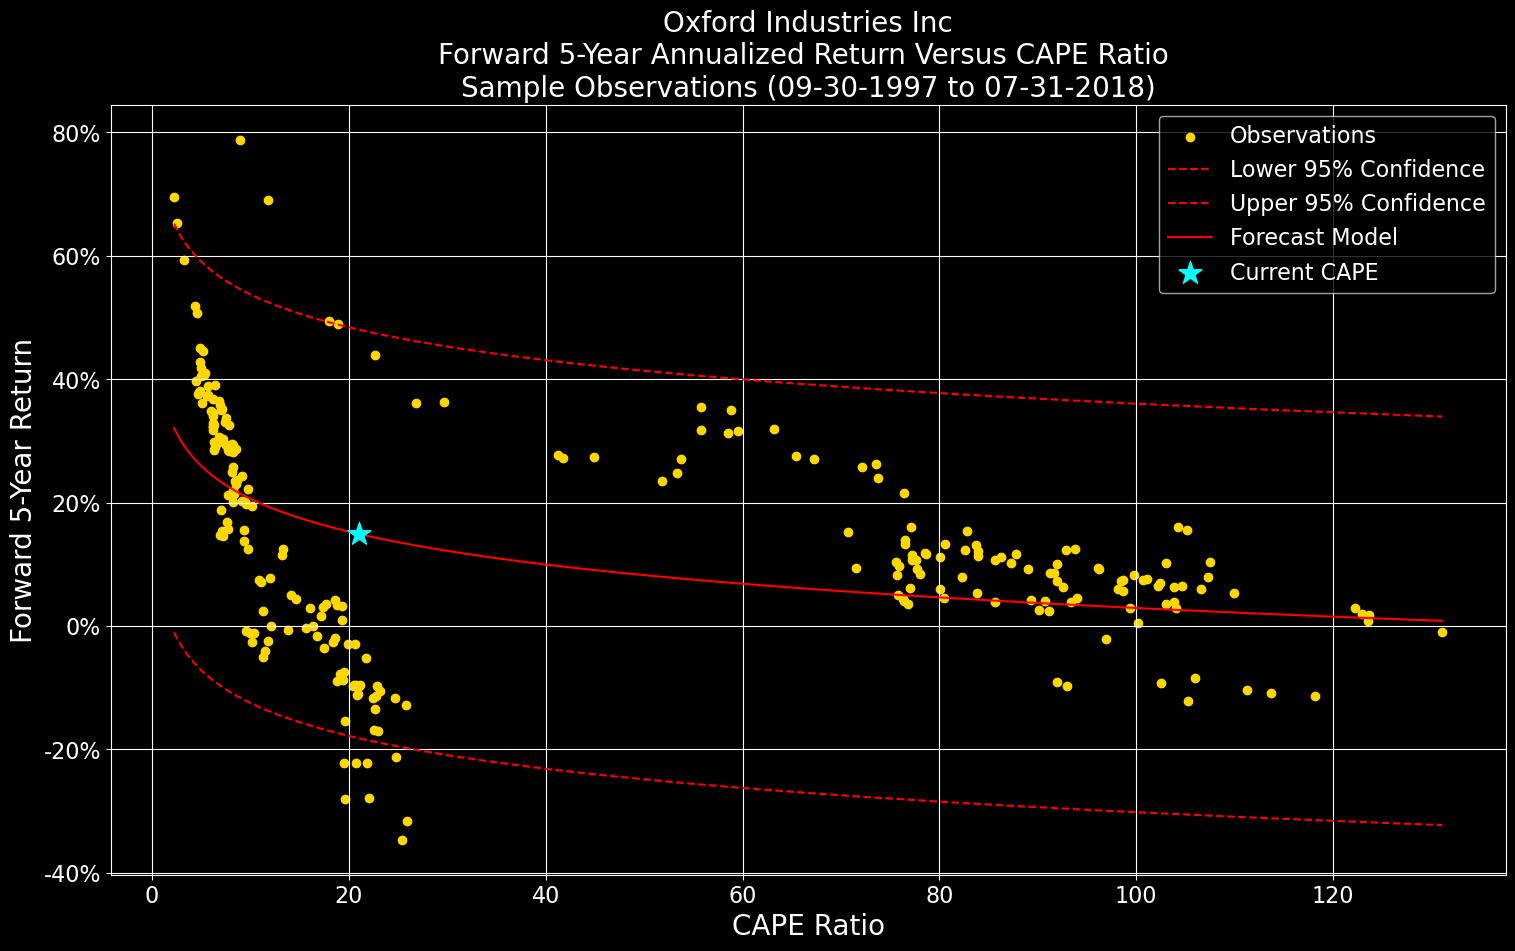 Oxford Industries Inc
Forward 5-Year Annualized Return Versus CAPE Ratio
Sample Observations (09-30-1997 to 07-31-2018)
Observations
Lower 95% Confidence
Upper 95% Confidence
Forecast Model
Current CAPE
Forward 5-Year Return
80%
60%
40%
20%
0%
-20%
-40%
0 20 40 60 80 100 120
CAPE Ratio